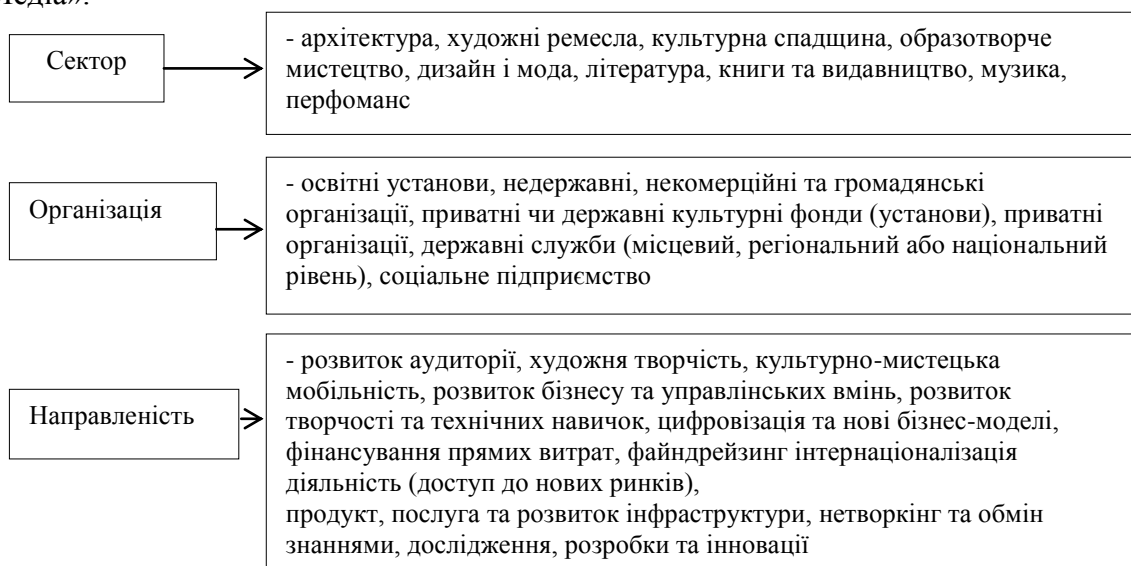 Сектор
- архітектура, художні ремесла, культурна спадщина, образотворче
мистецтво, дизайн і мода, література, книги та видавництво, музика,
перфоманс
Організація
- освітні установи, недержавні, некомерційні та громадянські
організації, приватні чи державні культурні фонди (установи), приватні
організації, державні служби (місцевий, регіональний або національний
рівень), соціальне підприємство
Направленість
- розвиток аудиторії, художня творчість, культурно-мистецька
мобільність, розвиток бізнесу та управлінських вмінь, розвиток
творчості та технічних навичок, цифровізація та нові бізнес-моделі,
фінансування прямих витрат, файндрейзинг інтернаціоналізація
діяльність (доступ до нових ринків),
продукт, послуга та розвиток інфраструктури, нетворкінг та обмін
знаннями, дослідження, розробки та інновації